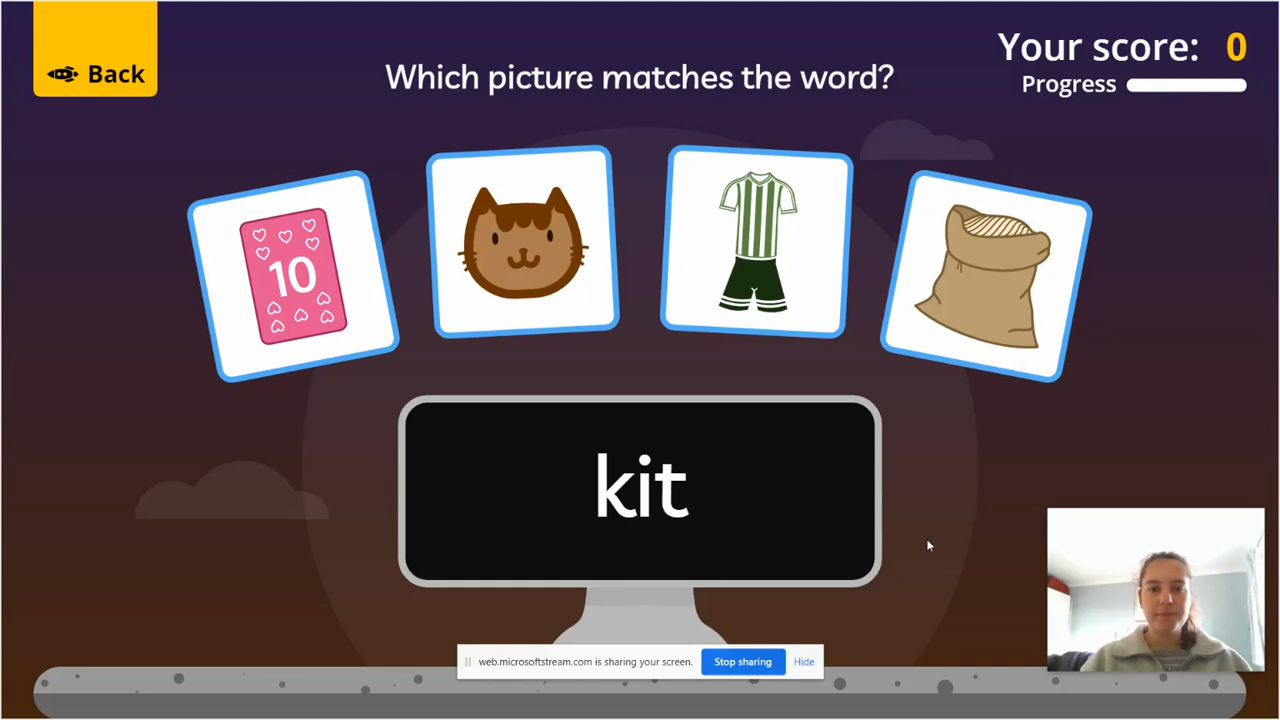 Back
Which picture matches the word?
Your score: 0
Progress
10
kit
web.microsoftstream.com is sharing your screen.
Stop sharing
Hide